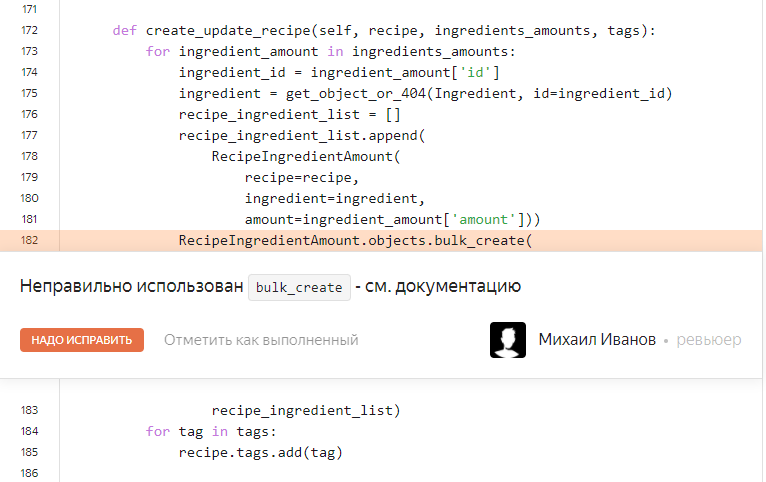 171
172 def create_update_recipe(self, recipe, ingredients_amounts, tags):
173 for ingredient_amount in ingredients_amounts:
174 ingredient_id = ingredient_amount['id']
175 ingredient = get_object_or_404(Ingredient, id=ingredient_id)
176 recipe_ingredient_list = []
177 recipe_ingredient_list.append(
178 RecipeIngredientAmount(
179 recipe=recipe,
180 ingredient=ingredient,
181 amount=ingredient_amount['amount']))
182 RecipeIngredientAmount.objects.bulk_create(
Неправильно использован bulk_create - см. документацию
НАДО ИСПРАВИТЬ Отметить как выполненный Михаил Иванов • ревьюер
183 recipe_ingredient_list)
184 for tag in tags:
185 recipe.tags.add(tag)
186